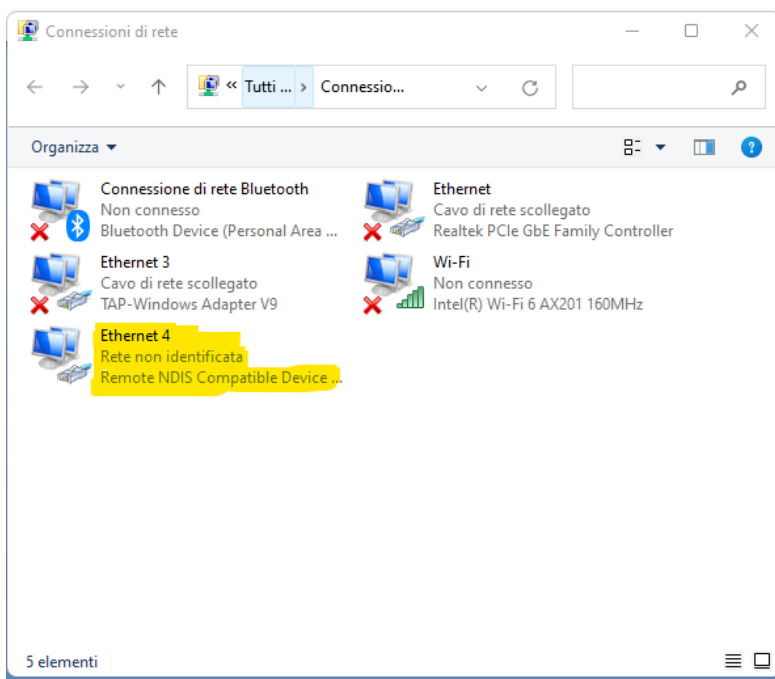 Connessioni di rete
« Tutti ... › Connessio...
Organizza
Connessione di rete Bluetooth
Non connesso
Bluetooth Device (Personal Area ...
Ethernet
Cavo di rete scollegato
Realtek PCIe GbE Family Controller
Ethernet 3
Cavo di rete scollegato
TAP-Windows Adapter V9
Wi-Fi
Non connesso
Intel(R) Wi-Fi 6 AX201 160MHz
Ethernet 4
Rete non identificata
Remote NDIS Compatible Device ...
5 elementi